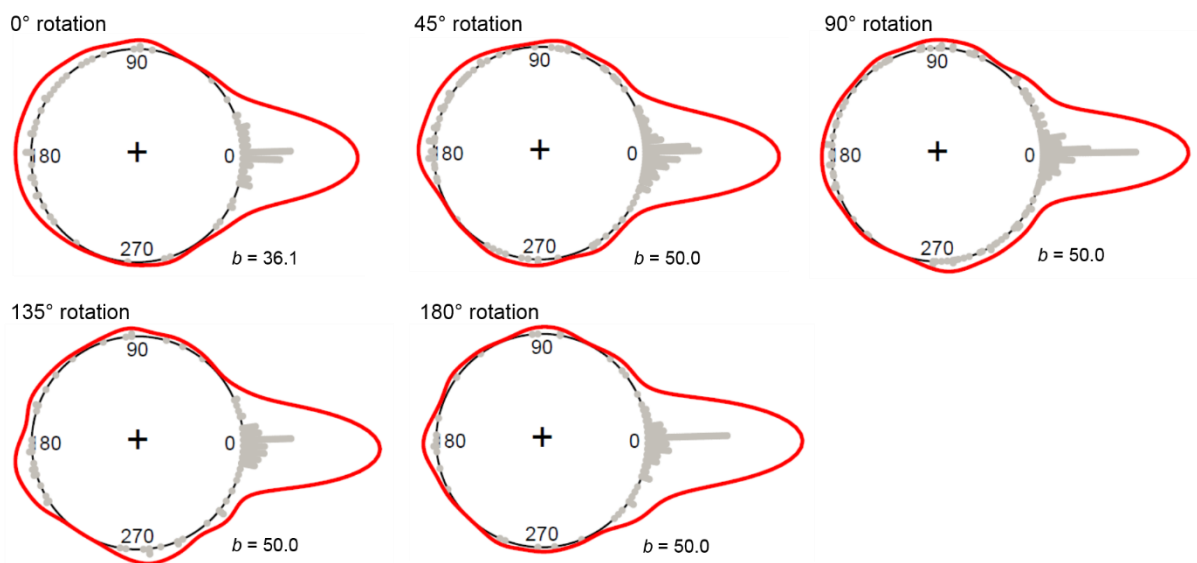 0° rotation
90
80
0
270
b = 36.1
45° rotation
90
80
0
270
b = 50.0
90° rotation
90
80
0
270
b = 50.0
135° rotation
90
80
0
270
b = 50.0
180° rotation
90
80
0
270
b = 50.0